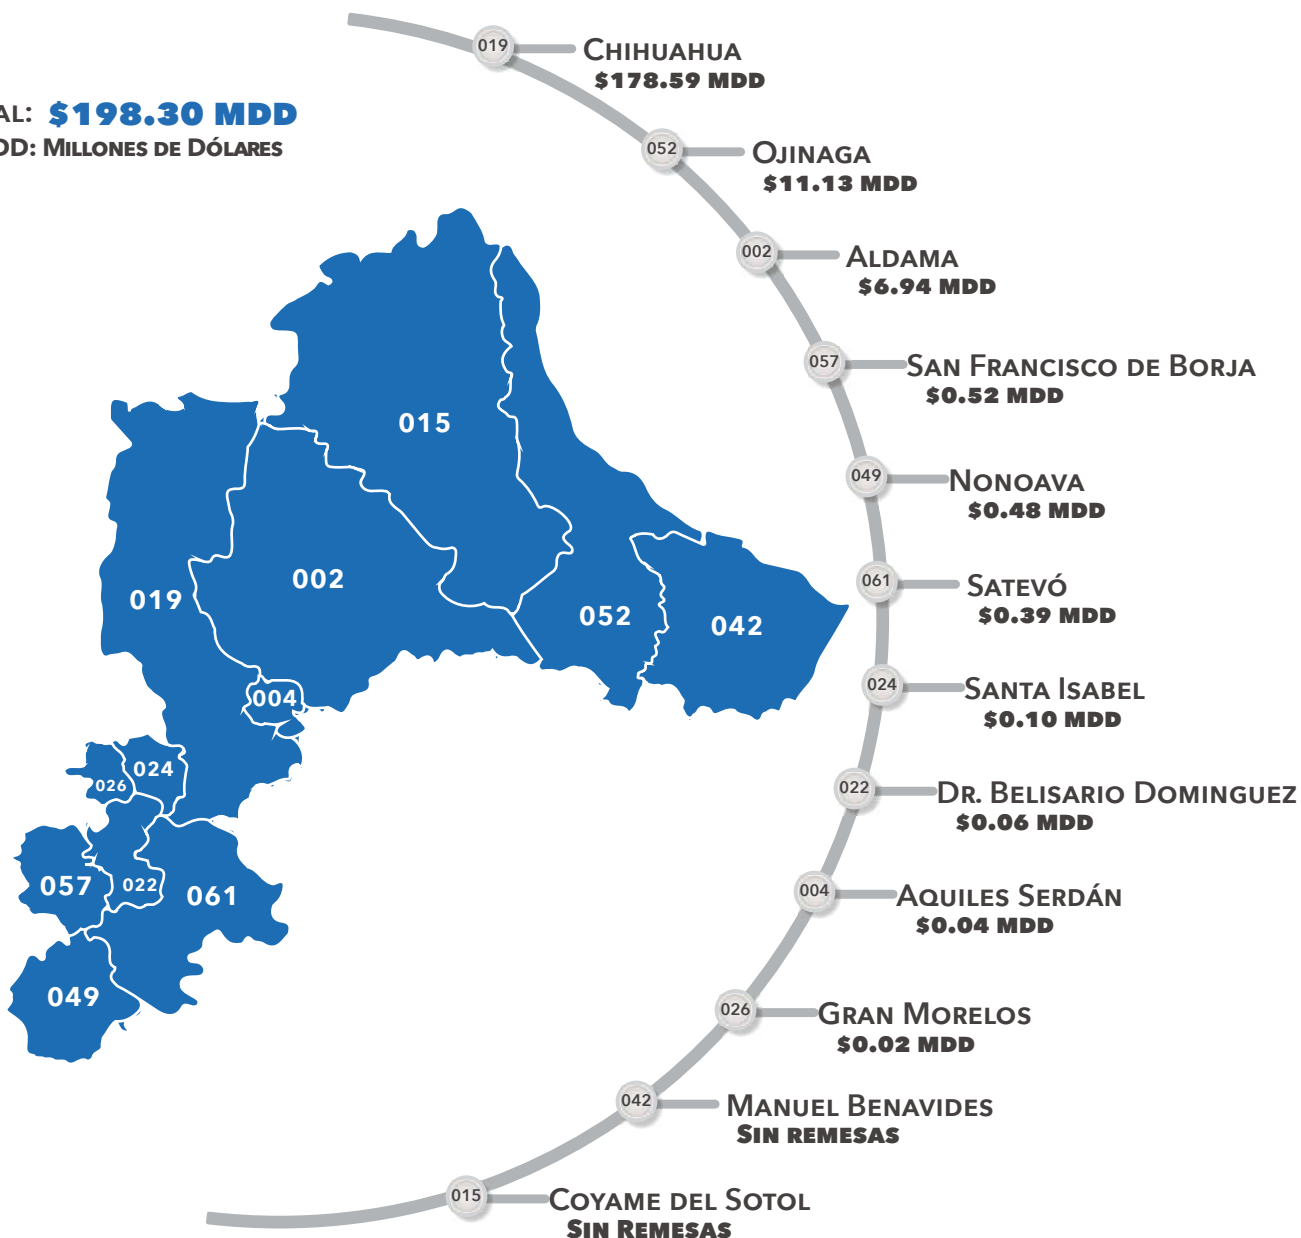 019
CHIHUAHUA
$178.59 MDD
AL: $198.30 MDD
DD: MILLONES DE DÓLARES
052
OJINAGA
$11.13 MDD
002
ALDAMA
$6.94 MDD
057
SAN FRANCISCO DE BORJA
$0.52 MDD
049
NONOAVA
$0.48 MDD
061
SATEVÓ
$0.39 MDD
024
SANTA ISABEL
$0.10 MDD
022
DR. BELISARIO DOMINGUEZ
$0.06 MDD
004
AQUILES SERDÁN
$0.04 MDD
026
GRAN MORELOS
$0.02 MDD
042
MANUEL BENAVIDES
SIN REMESAS
015
COYAME DEL SOTOL
SIN REMESAS
015
002
019
052
042
004
024
026
057
022
061
049